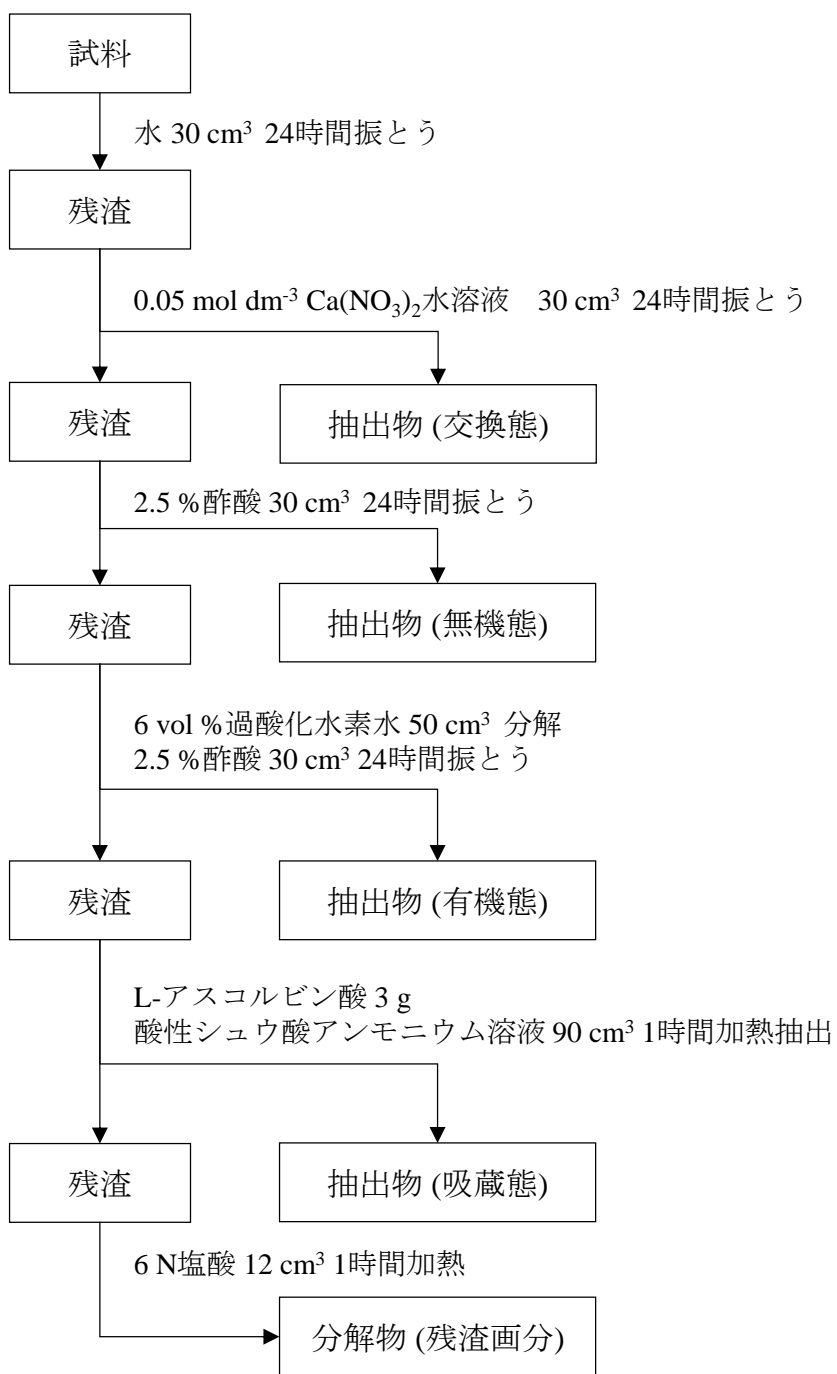 試料
水 30 cm³ 24時間振とう
残渣
0.05 mol dm⁻³ Ca(NO₃)₂水溶液　30 cm³ 24時間振とう
残渣
抽出物 (交換態)
2.5 %酢酸 30 cm³ 24時間振とう
残渣
抽出物 (無機態)
6 vol %過酸化水素水 50 cm³ 分解
2.5 %酢酸 30 cm³ 24時間振とう
残渣
抽出物 (有機態)
L-アスコルビン酸 3 g
酸性シュウ酸アンモニウム溶液 90 cm³ 1時間加熱抽出
残渣
抽出物 (吸蔵態)
6 N塩酸 12 cm³ 1時間加熱
分解物 (残渣画分)